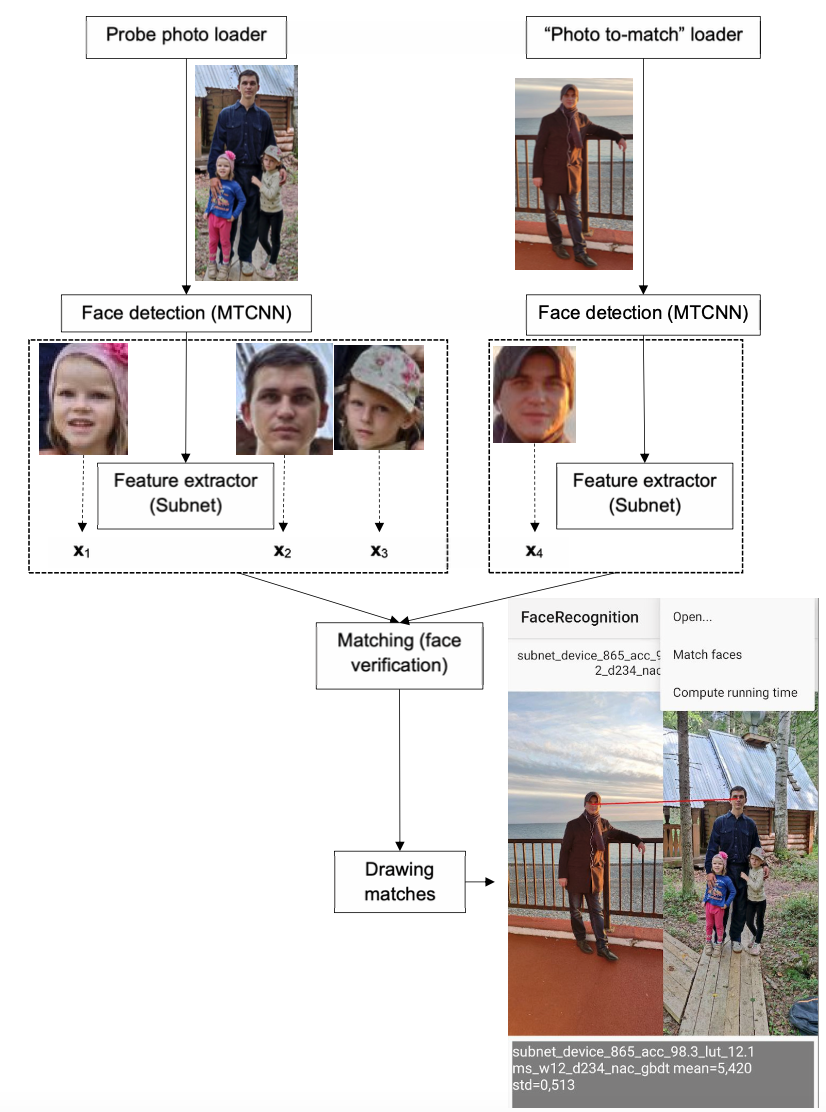 Probe photo loader
“Photo to-match” loader
Face detection (MTCNN)
Face detection (MTCNN)
Feature extractor
(Subnet)
Feature extractor
(Subnet)
x1
x2
x3
x4
Matching (face
verification)
Drawing
matches
FaceRecognition
Open...
Match faces
Compute running time
subnet_device_865_acc_9
2_d234_nac
subnet_device_865_acc_98.3_lut_12.1
ms_w12_d234_nac_gbdt mean=5,420
std=0,513